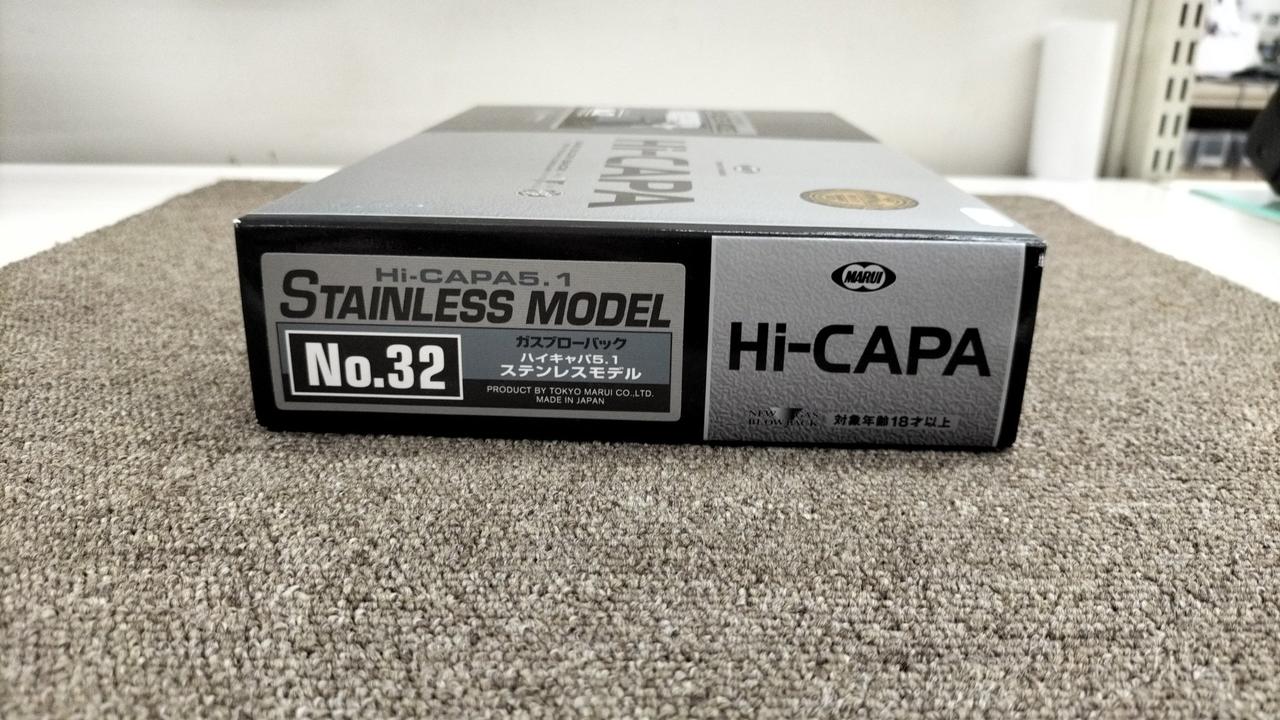 Hi-CAPA
Hi-CAPA5.1
STAINLESS MODEL
No.32
ガスブローバック
ハイキャパ5.1
ステンレスモデル
PRODUCT BY TOKYO MARUI CO.,LTD.
MADE IN JAPAN
MARUI
Hi-CAPA
NEW GAS
BLOWBACK
対象年齢18才以上